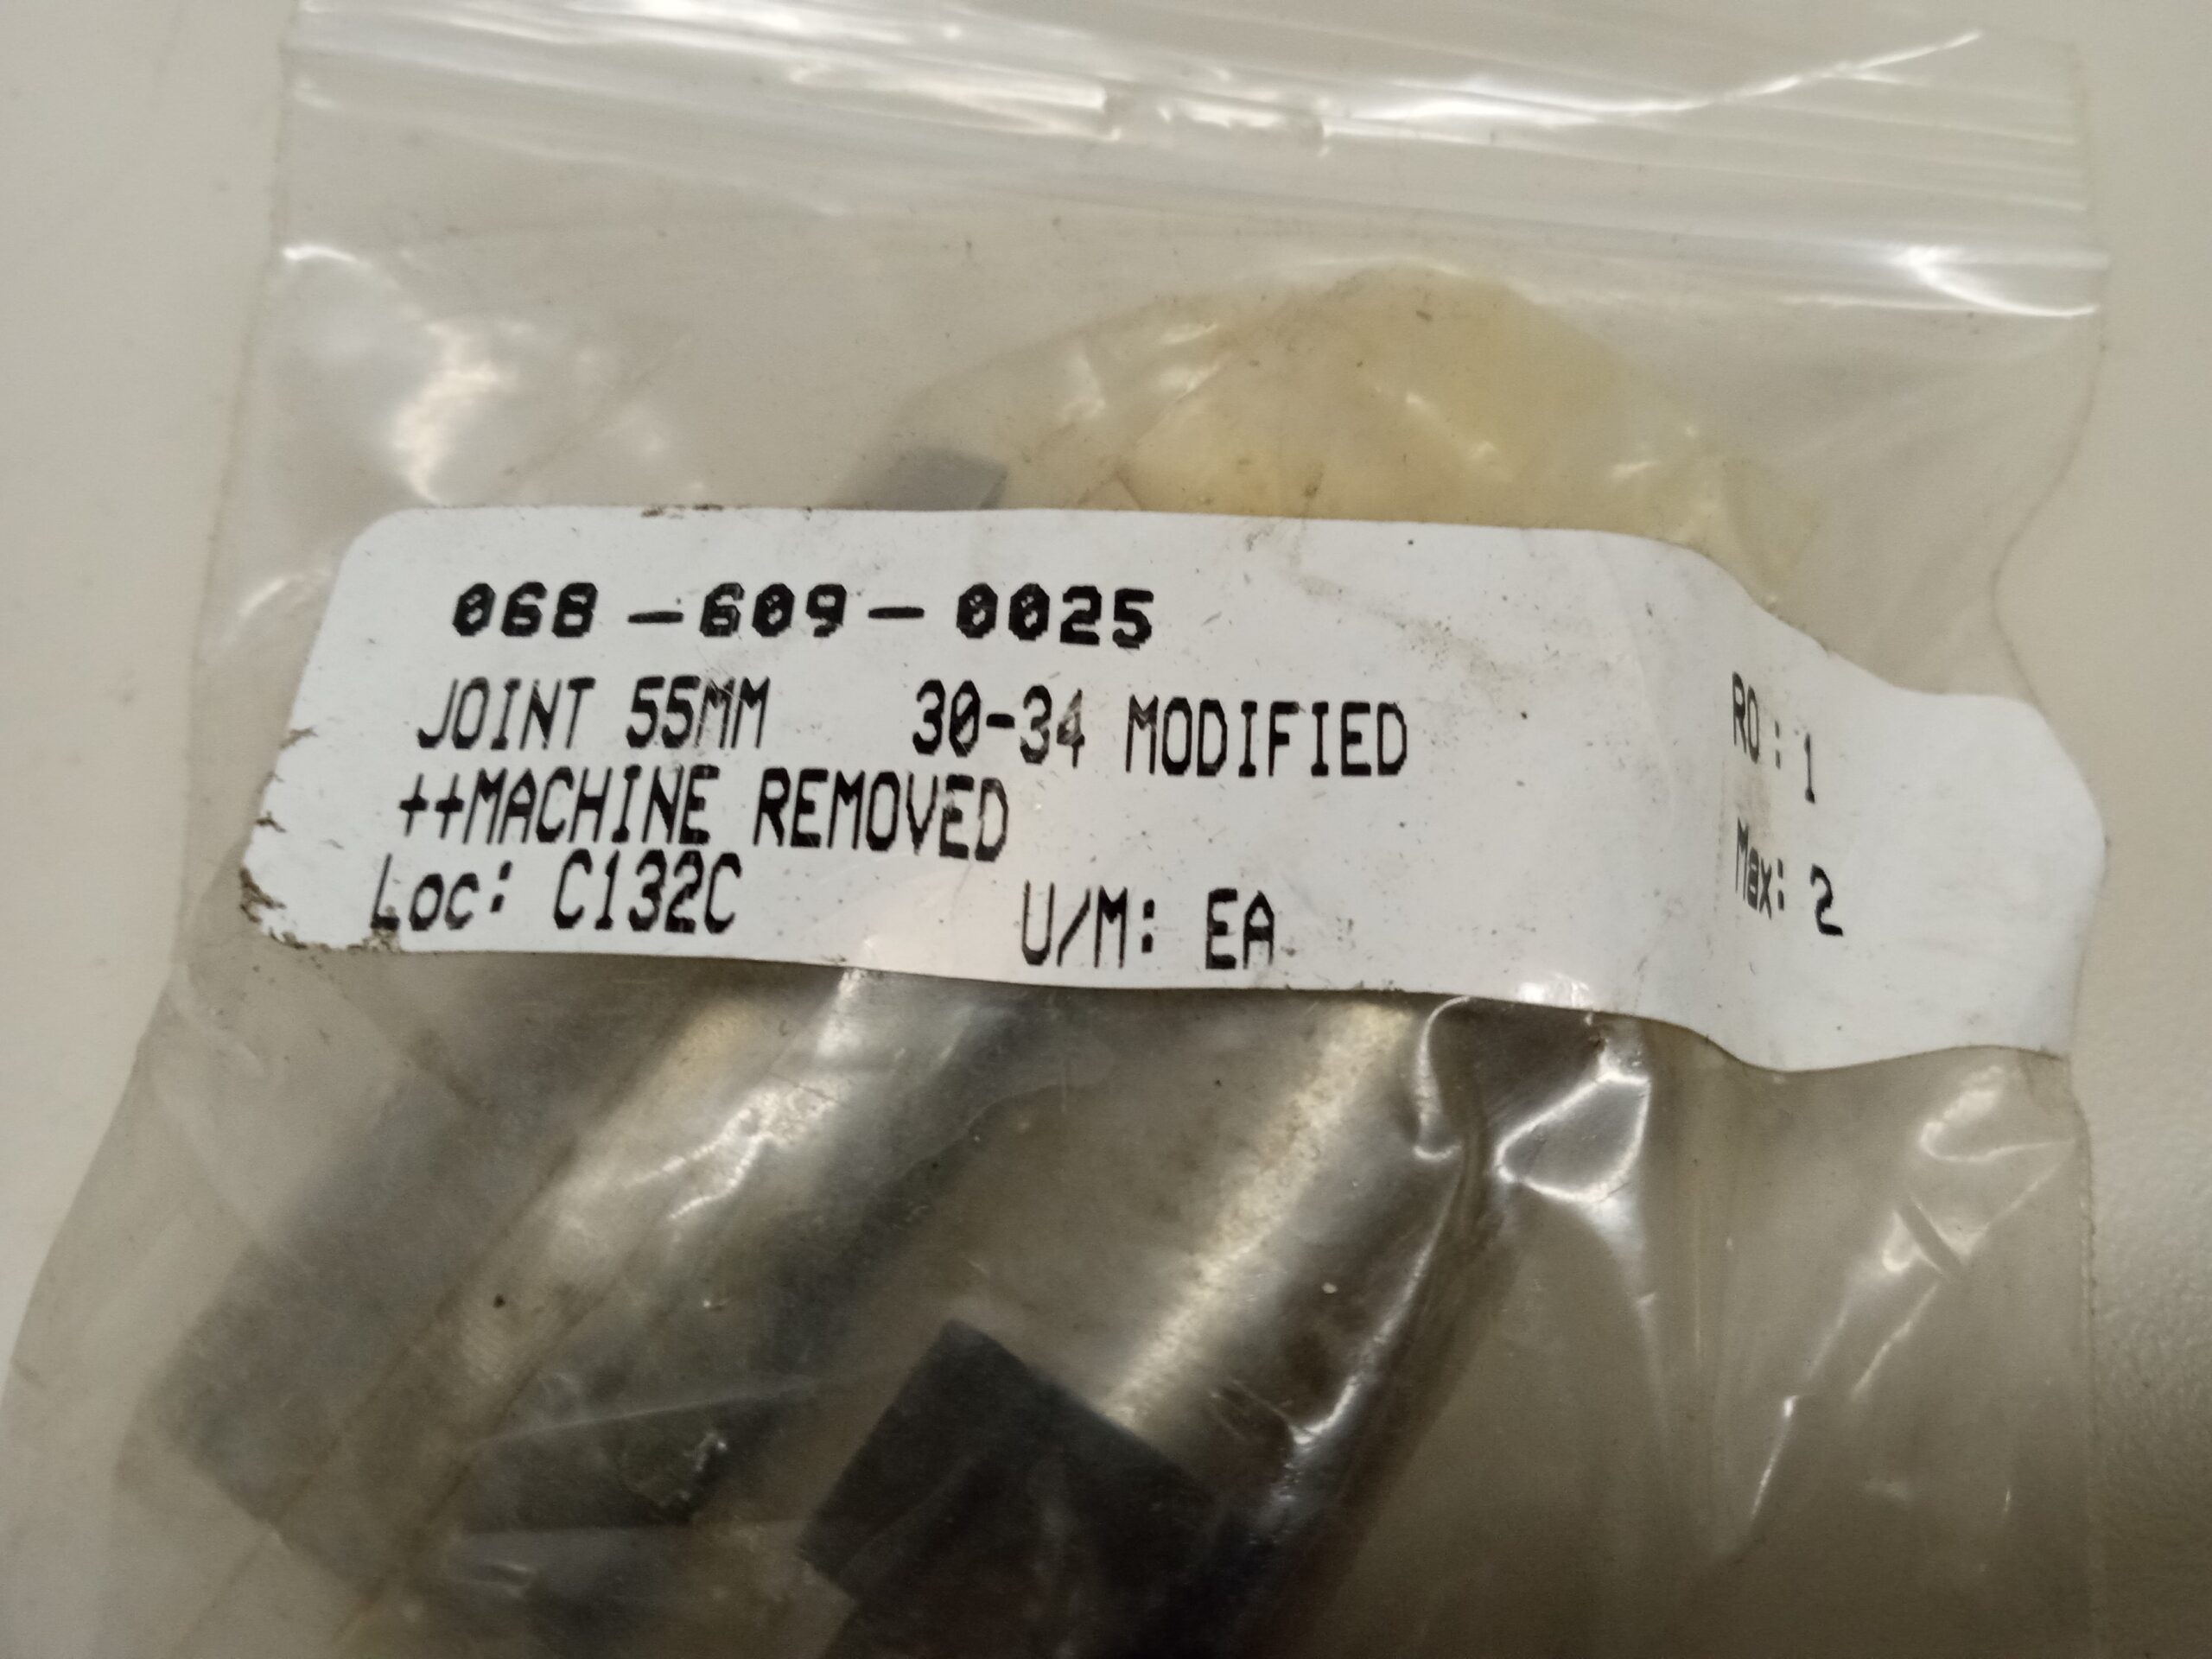 068-609-0025
JOINT 55MM 30-34 MODIFIED
++MACHINE REMOVED
Loc: C132C U/M: EA
RO: 1
Max: 2